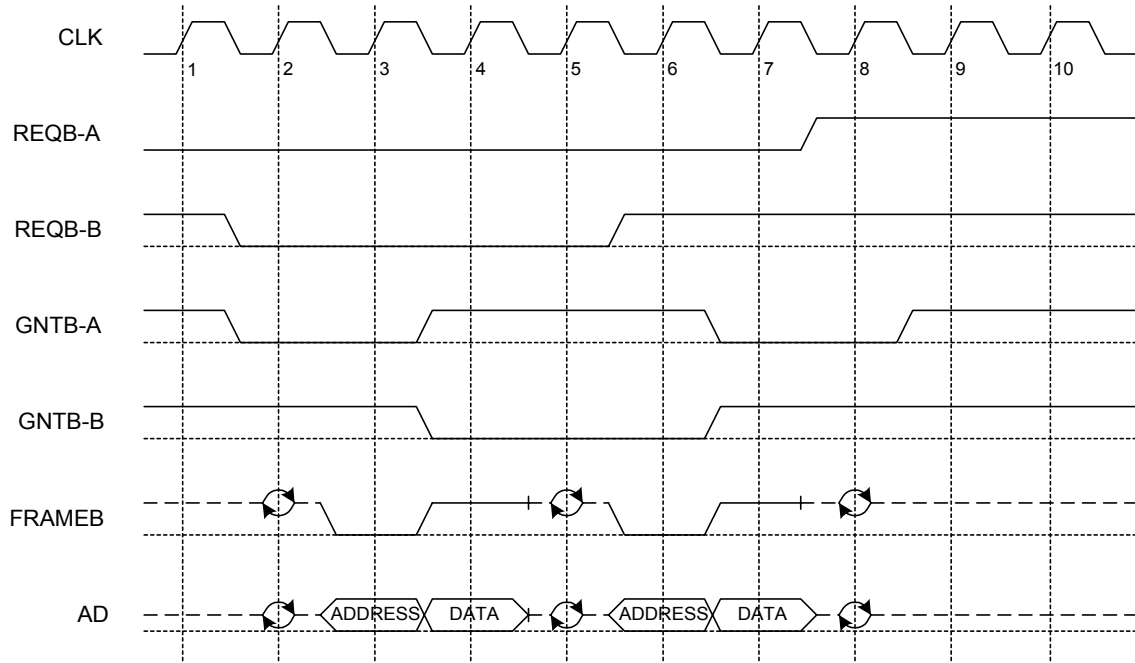 CLK
1 2 3 4 5 6 7 8 9 10
REQB-A
REQB-B
GNTB-A
GNTB-B
FRAMEB
AD
ADDRESS DATA ADDRESS DATA